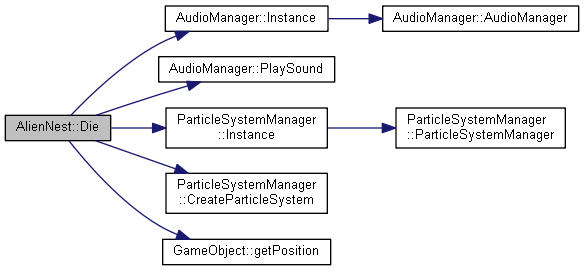 AlienNest::Die
AudioManager::Instance
AudioManager::AudioManager
AudioManager::PlaySound
ParticleSystemManager
::Instance
ParticleSystemManager
::ParticleSystemManager
ParticleSystemManager
::CreateParticleSystem
GameObject::getPosition